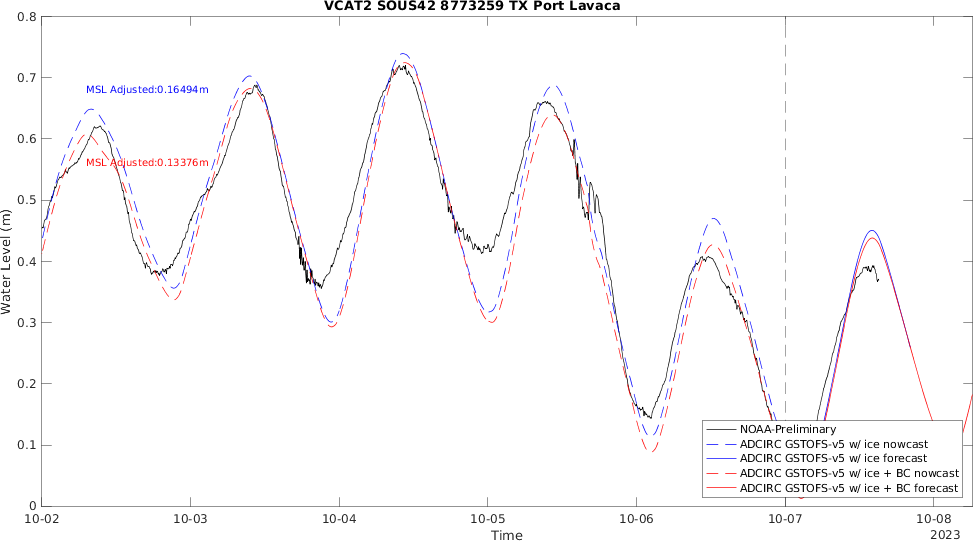 VCAT2 SOUS42 8773259 TX Port Lavaca
Water Level (m)
0.8
0.7
0.6
0.5
0.4
0.3
0.2
0.1
0
MSL Adjusted:0.16494m
MSL Adjusted:0.13376m
NOAA-Preliminary
ADCIRC GSTOFS-v5 w/ ice nowcast
ADCIRC GSTOFS-v5 w/ ice forecast
ADCIRC GSTOFS-v5 w/ ice + BC nowcast
ADCIRC GSTOFS-v5 w/ ice + BC forecast
10-02 10-03 10-04 10-05 10-06 10-07 10-08
Time
2023